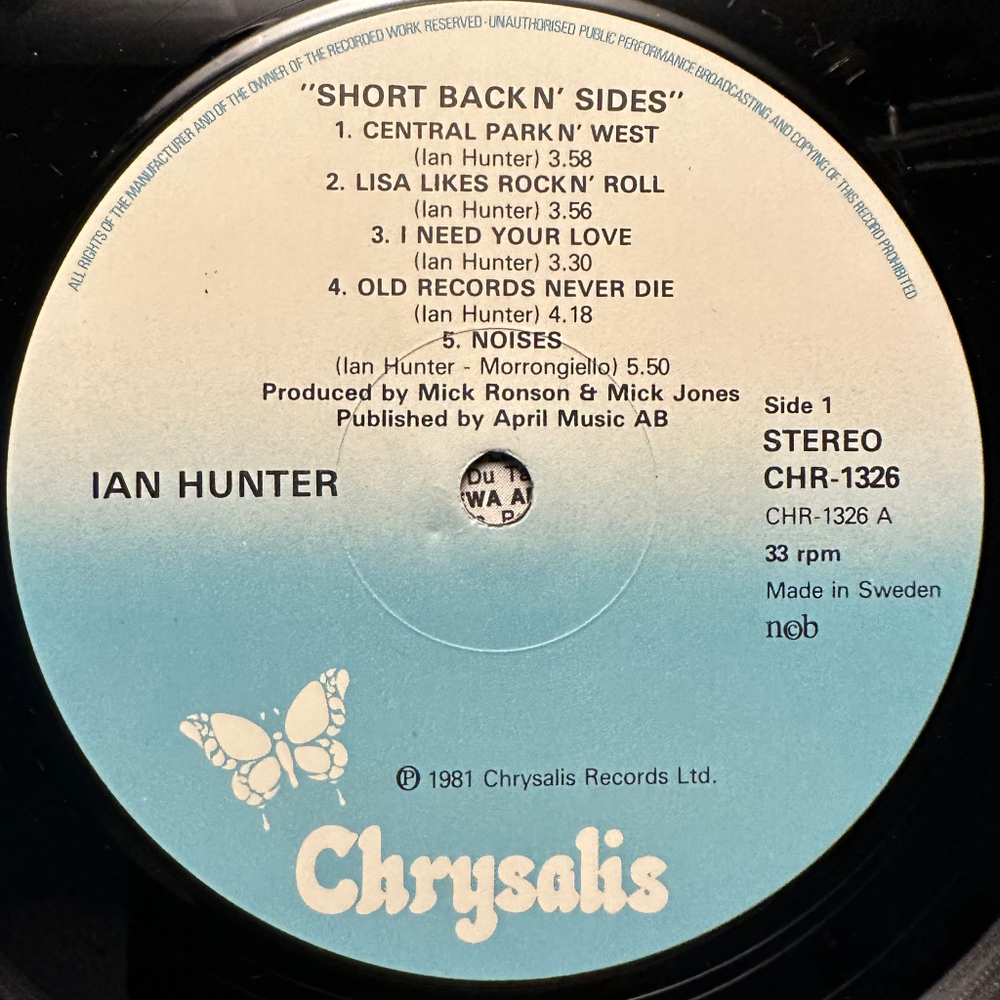 ALL RIGHTS OF THE MANUFACTURER AND OF THE OWNER OF THE RECORDED WORK RESERVED · UNAUTHORISED PUBLIC PERFORMANCE BROADCASTING AND COPYING OF THIS RECORD PROHIBITED
"SHORT BACK N' SIDES"
1. CENTRAL PARK N' WEST
(Ian Hunter) 3.58
2. LISA LIKES ROCK N' ROLL
(Ian Hunter) 3.56
3. I NEED YOUR LOVE
(Ian Hunter) 3.30
4. OLD RECORDS NEVER DIE
(Ian Hunter) 4.18
5. NOISES
(Ian Hunter - Morrongiello) 5.50
Produced by Mick Ronson & Mick Jones
Published by April Music AB
IAN HUNTER
Side 1
STEREO
CHR-1326
CHR-1326 A
33 rpm
Made in Sweden
n©b
Du
WA
Ⓟ 1981 Chrysalis Records Ltd.
Chrysalis